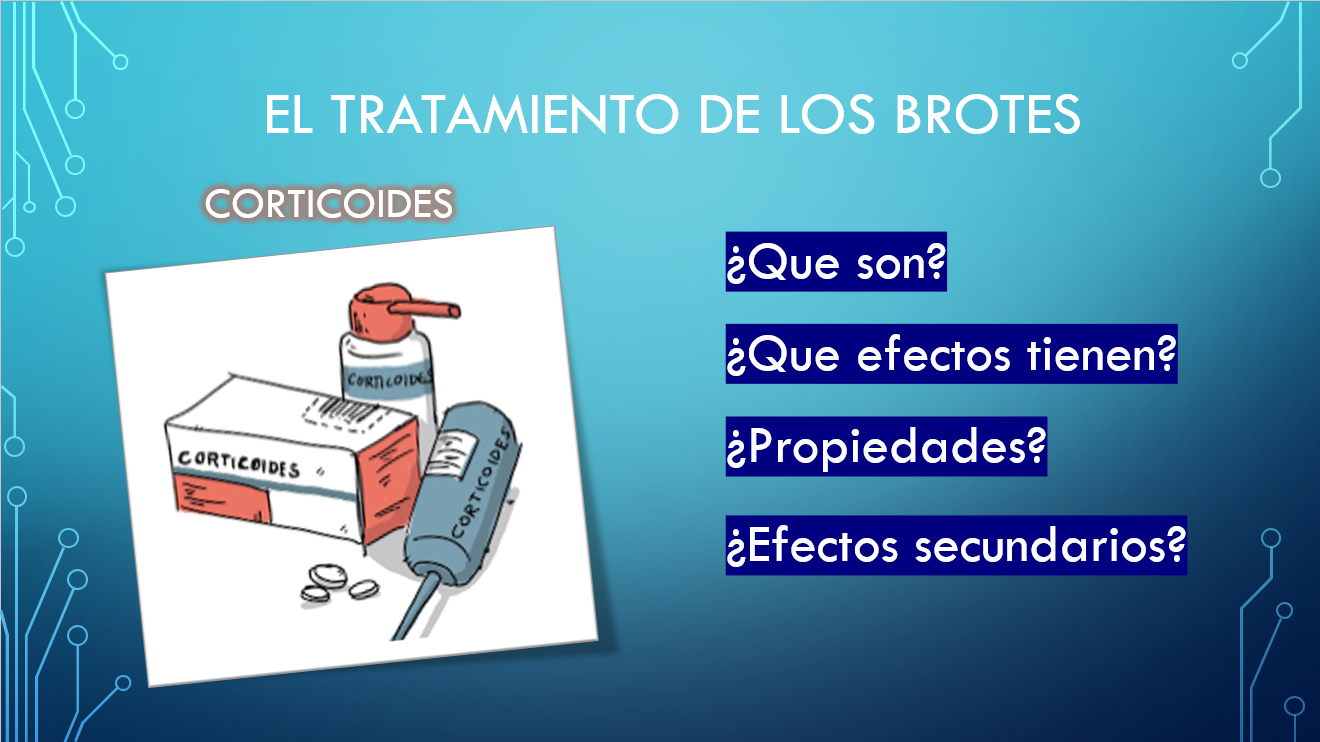 EL TRATAMIENTO DE LOS BROTES
CORTICOIDES
¿Que son?
¿Que efectos tienen?
¿Propiedades?
¿Efectos secundarios?
CORTICOIDES
CORTICOIDES
CORTICOIDES